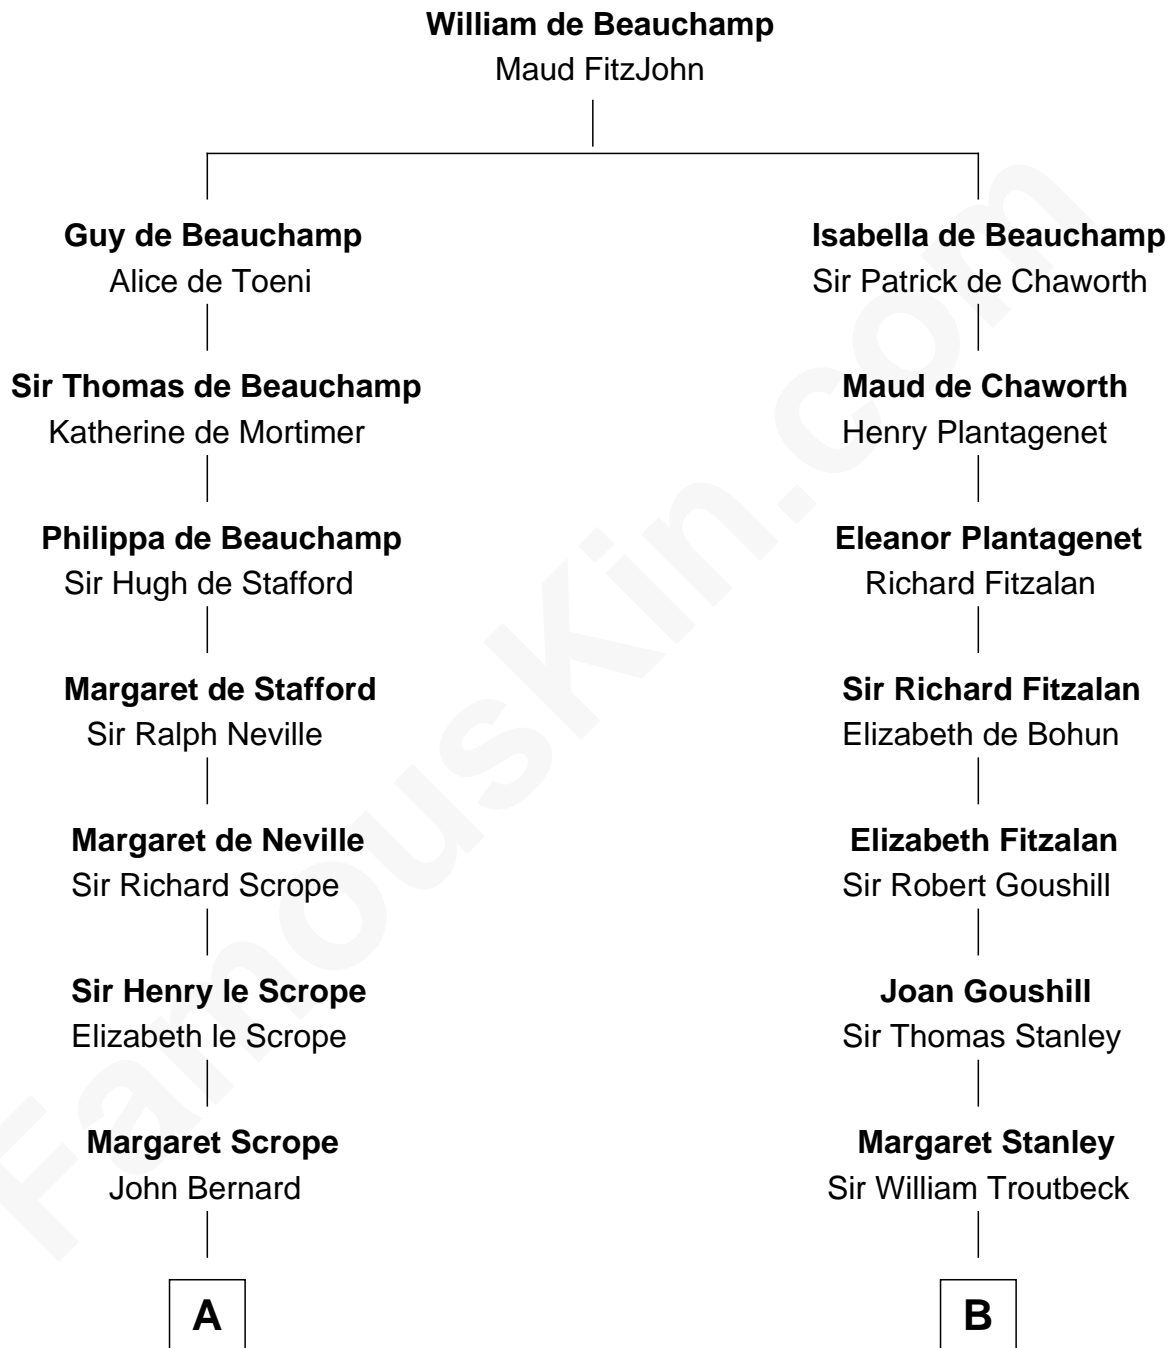 William de Beauchamp
Maud FitzJohn
Guy de Beauchamp
Alice de Toeni
Isabella de Beauchamp
Sir Patrick de Chaworth
Sir Thomas de Beauchamp
Katherine de Mortimer
Maud de Chaworth
Henry Plantagenet
Philippa de Beauchamp
Sir Hugh de Stafford
Eleanor Plantagenet
Richard Fitzalan
Margaret de Stafford
Sir Ralph Neville
Sir Richard Fitzalan
Elizabeth de Bohun
Margaret de Neville
Sir Richard Scrope
Elizabeth Fitzalan
Sir Robert Goushill
Sir Henry le Scrope
Elizabeth le Scrope
Joan Goushill
Sir Thomas Stanley
Margaret Scrope
John Bernard
Margaret Stanley
Sir William Troutbeck
A
B
FamousKin.com